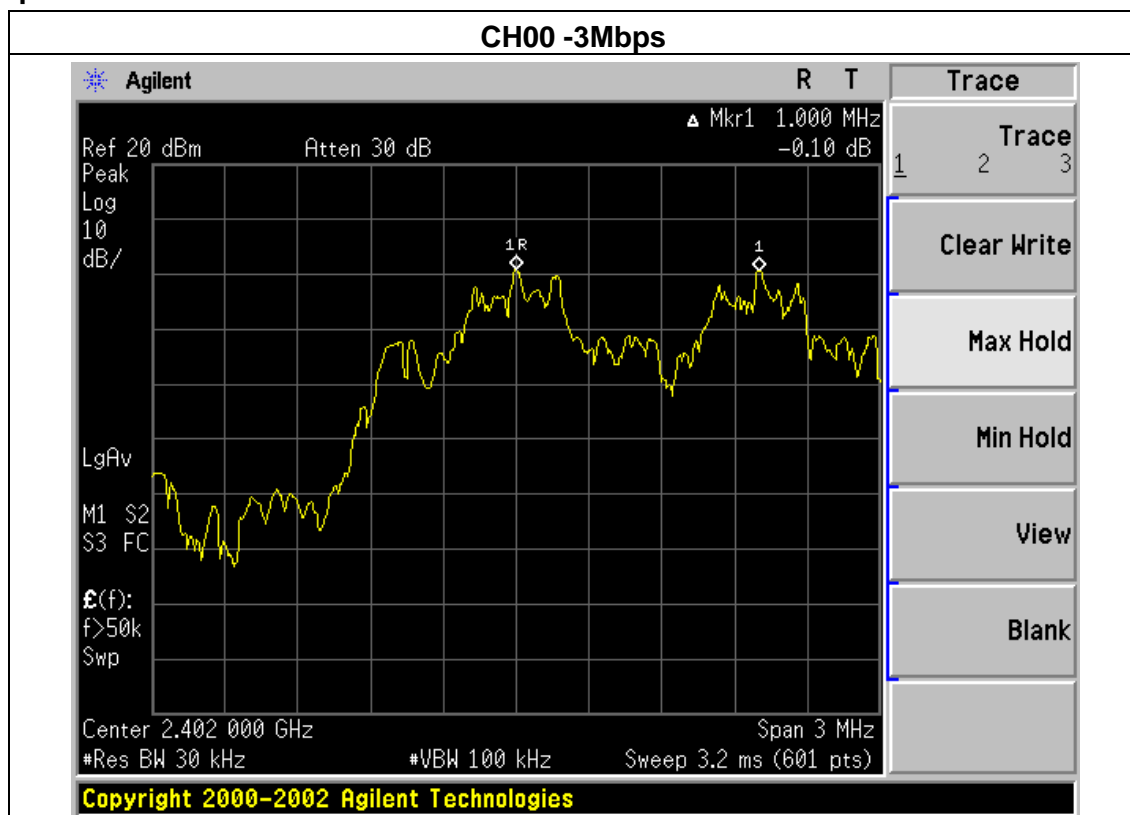 CH00 -3Mbps
Agilent R T Trace
Δ Mkr1 1.000 MHz
Ref 20 dBm Atten 30 dB -0.10 dB
Peak
Log
10
dB/
1R
1
LgAv
M1 S2
S3 FC
£(f):
f>50k
Swp
Center 2.402 000 GHz Span 3 MHz
#Res BW 30 kHz #VBW 100 kHz Sweep 3.2 ms (601 pts)
Trace
1 2 3
Clear Write
Max Hold
Min Hold
View
Blank
Copyright 2000-2002 Agilent Technologies